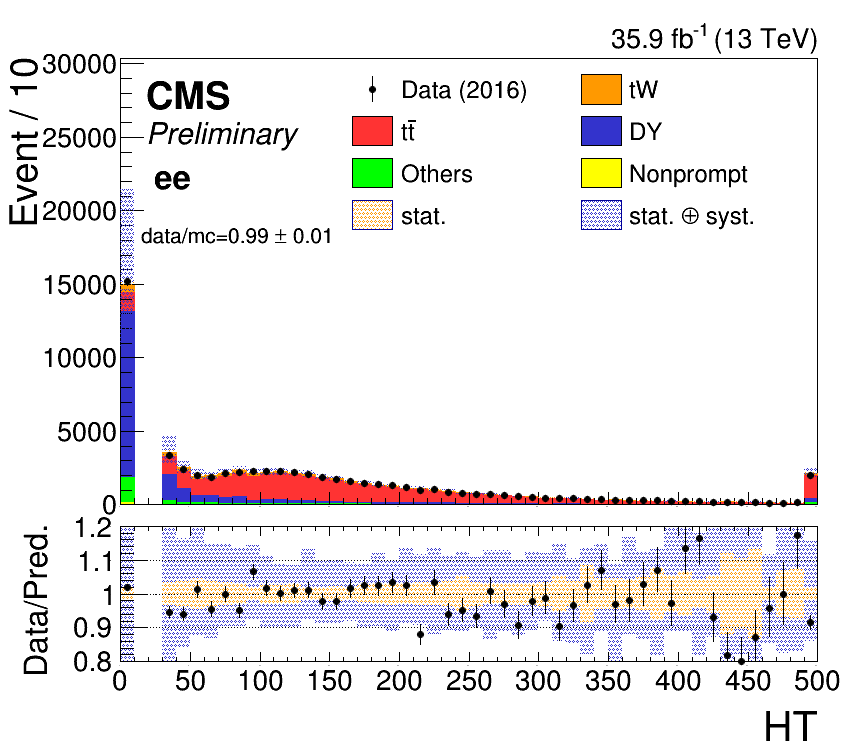 35.9 fb⁻¹ (13 TeV)
Event / 10
30000
25000
20000
15000
10000
5000
0
CMS
Preliminary
ee
data/mc=0.99 ± 0.01
Data (2016)
tW
tt̄
DY
Others
Nonprompt
stat.
stat. ⊕ syst.
Data/Pred.
1.2
1.1
1
0.9
0.8
0 50 100 150 200 250 300 350 400 450 500
HT